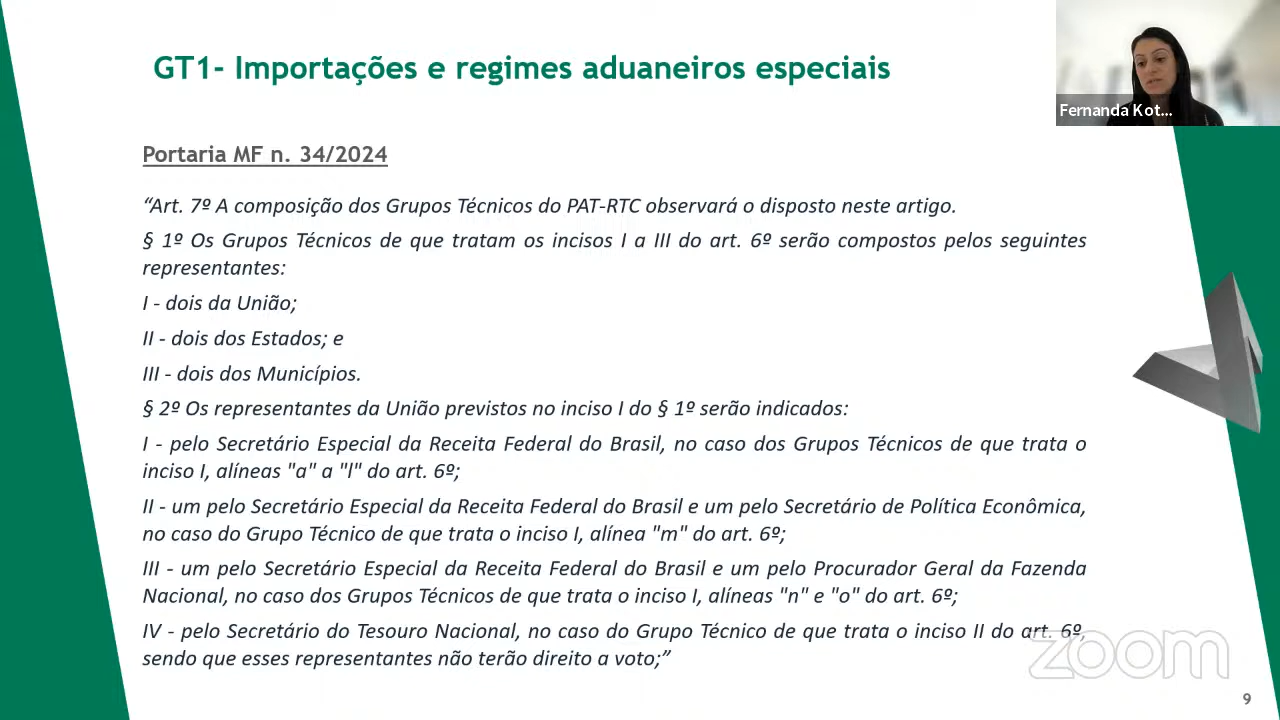 GT1- Importações e regimes aduaneiros especiais
Fernanda Kot...
Portaria MF n. 34/2024
“Art. 7º A composição dos Grupos Técnicos do PAT-RTC observará o disposto neste artigo.
§ 1º Os Grupos Técnicos de que tratam os incisos I a III do art. 6º serão compostos pelos seguintes
representantes:
I - dois da União;
II - dois dos Estados; e
III - dois dos Municípios.
§ 2º Os representantes da União previstos no inciso I do § 1º serão indicados:
I - pelo Secretário Especial da Receita Federal do Brasil, no caso dos Grupos Técnicos de que trata o
inciso I, alíneas "a" a "l" do art. 6º;
II - um pelo Secretário Especial da Receita Federal do Brasil e um pelo Secretário de Política Econômica,
no caso do Grupo Técnico de que trata o inciso I, alínea "m" do art. 6º;
III - um pelo Secretário Especial da Receita Federal do Brasil e um pelo Procurador Geral da Fazenda
Nacional, no caso dos Grupos Técnicos de que trata o inciso I, alíneas "n" e "o" do art. 6º;
IV - pelo Secretário do Tesouro Nacional, no caso do Grupo Técnico de que trata o inciso II do art. 6º,
sendo que esses representantes não terão direito a voto;”
zoom
9